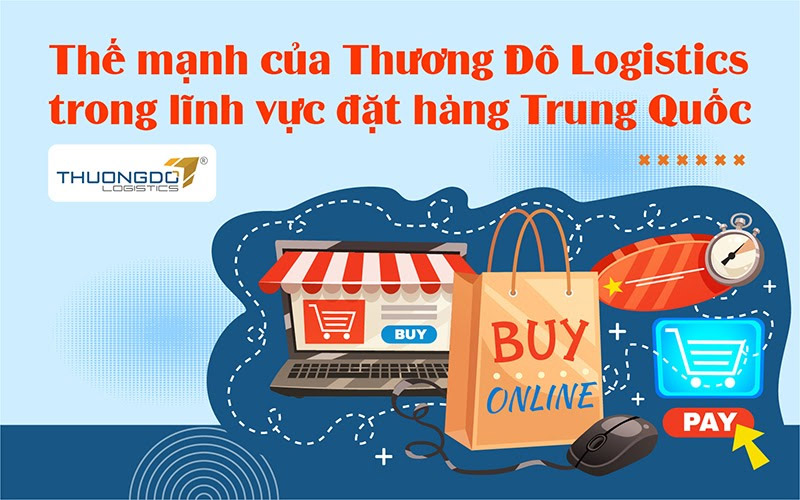 Thế mạnh của Thương Đô Logistics
trong lĩnh vực đặt hàng Trung Quốc
THUONGDO®
LOGISTICS
BUY
BUY
ONLINE
PAY